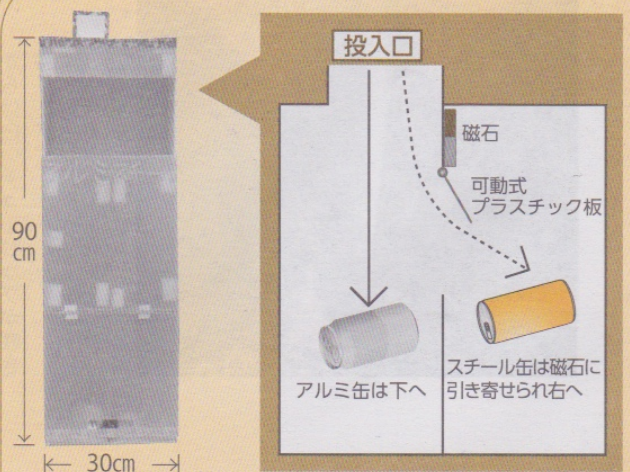 投入口
磁石
可動式
プラスチック板
90
cm
アルミ缶は下へ
スチール缶は磁石に
引き寄せられ右へ
30cm